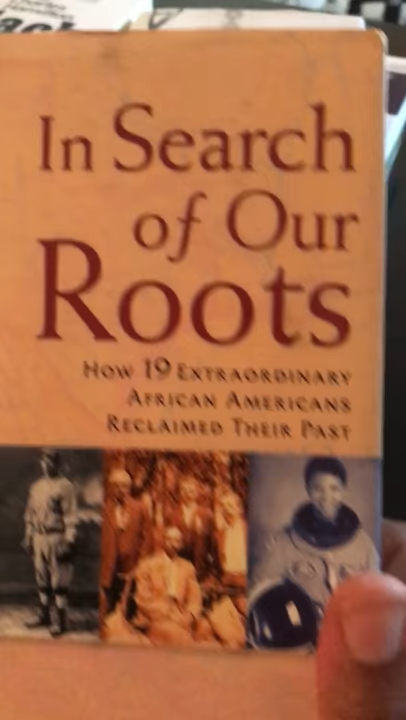 In Search
of Our
Roots
How 19 Extraordinary
African Americans
Reclaimed Their Past